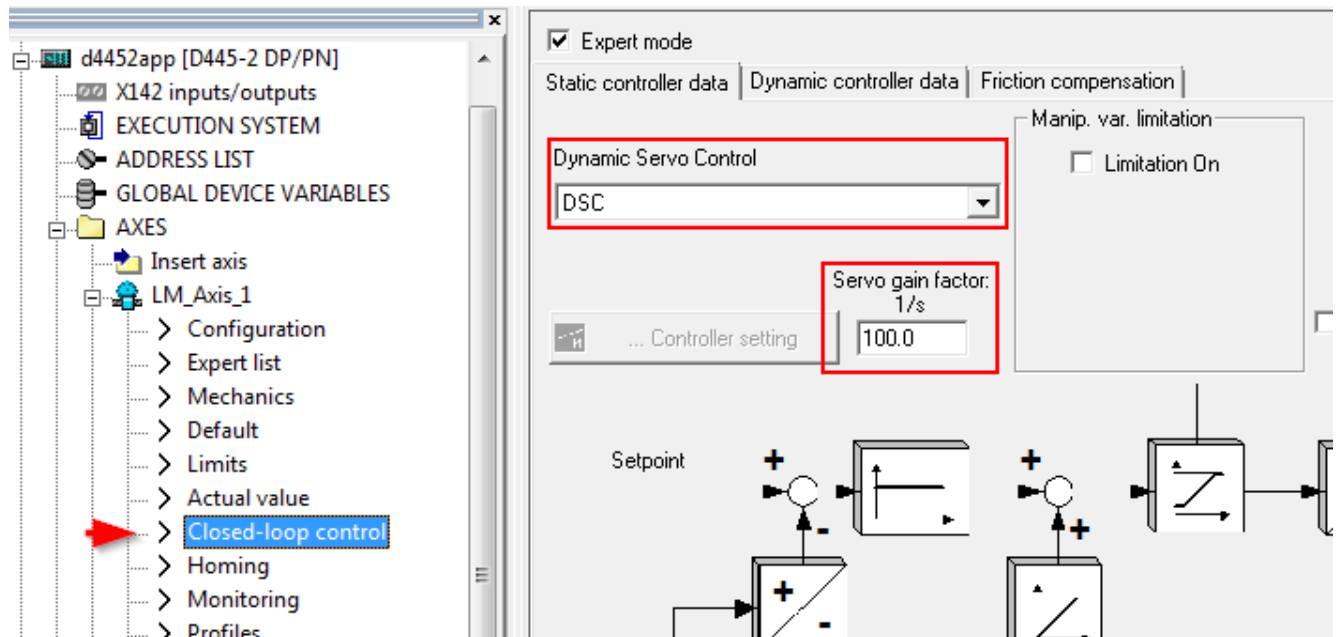 d4452app [D445-2 DP/PN]
X142 inputs/outputs
EXECUTION SYSTEM
ADDRESS LIST
GLOBAL DEVICE VARIABLES
AXES
Insert axis
LM_Axis_1
Configuration
Expert list
Mechanics
Default
Limits
Actual value
Closed-loop control
Homing
Monitoring
Profiles
Expert mode
Static controller data
Dynamic controller data
Friction compensation
Dynamic Servo Control
DSC
Servo gain factor:
1/s
... Controller setting
100.0
Manip. var. limitation
Limitation On
Setpoint
+
-
+
-
+
+